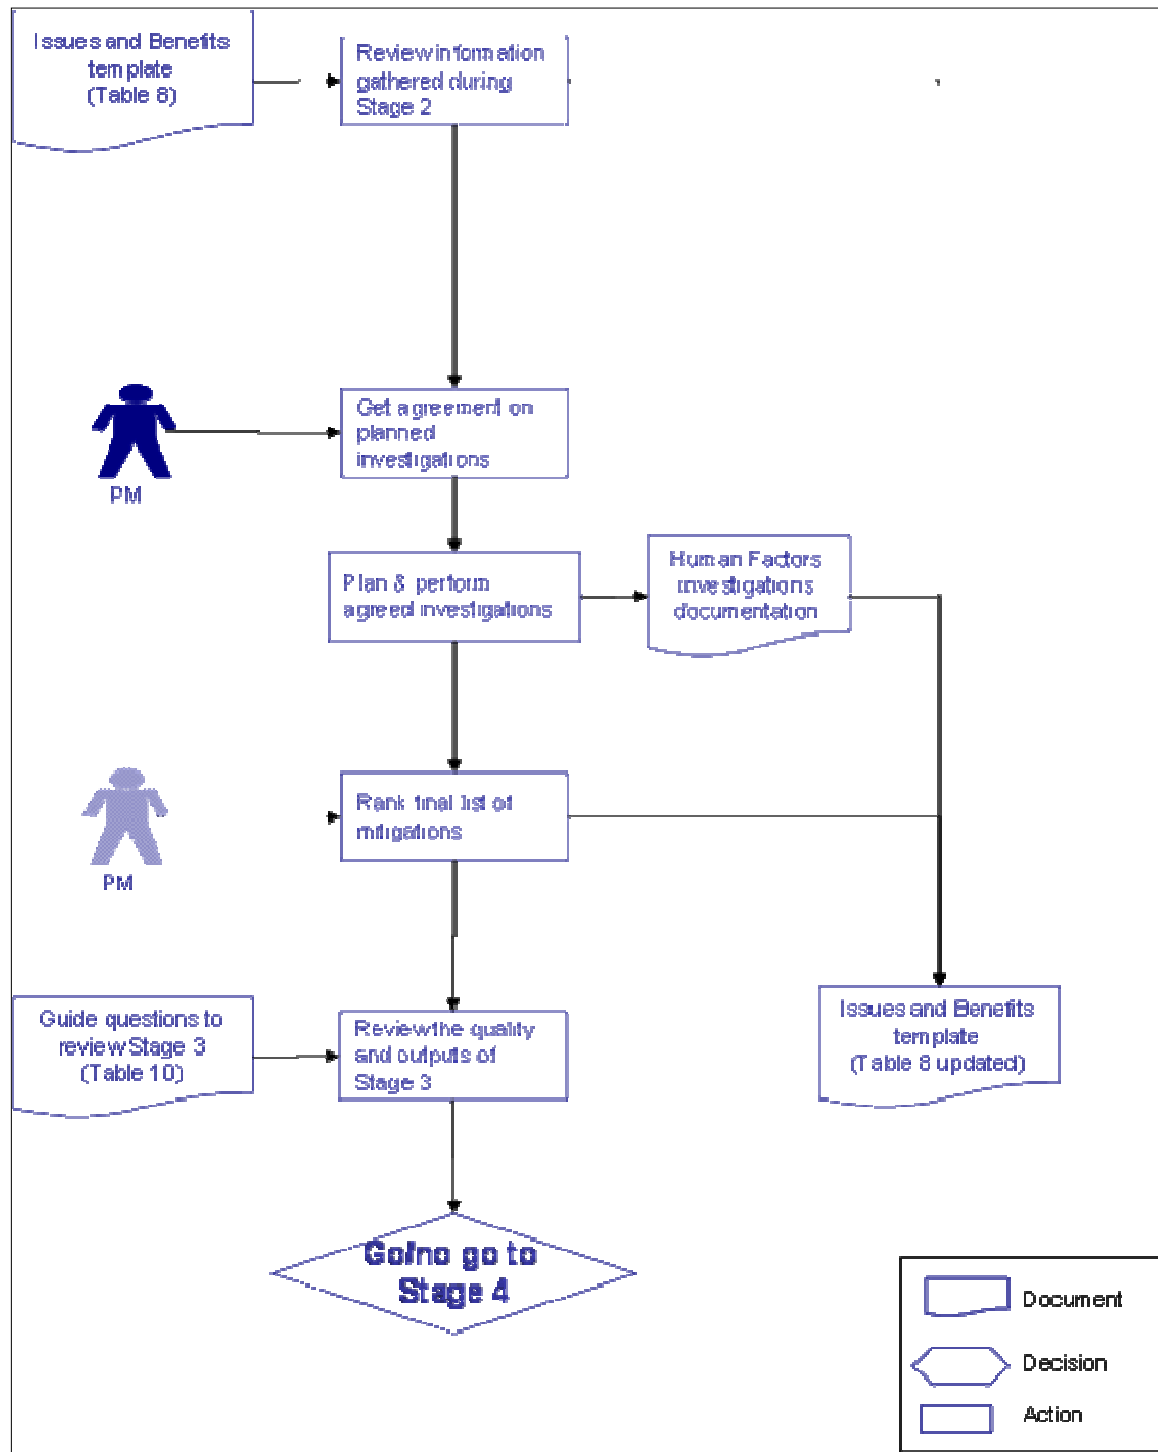 Issues and Benefits
template
(Table 8)
Review information
gathered during
Stage 2
Get agreement on
planned
investigations
PM
Plan & perform
agreed investigations
Human Factors
investigations
documentation
Rank final list of
mitigations
PM
Guide questions to
review Stage 3
(Table 10)
Review the quality
and outputs of
Stage 3
Issues and Benefits
template
(Table 8 updated)
Go/no go to
Stage 4
Document
Decision
Action